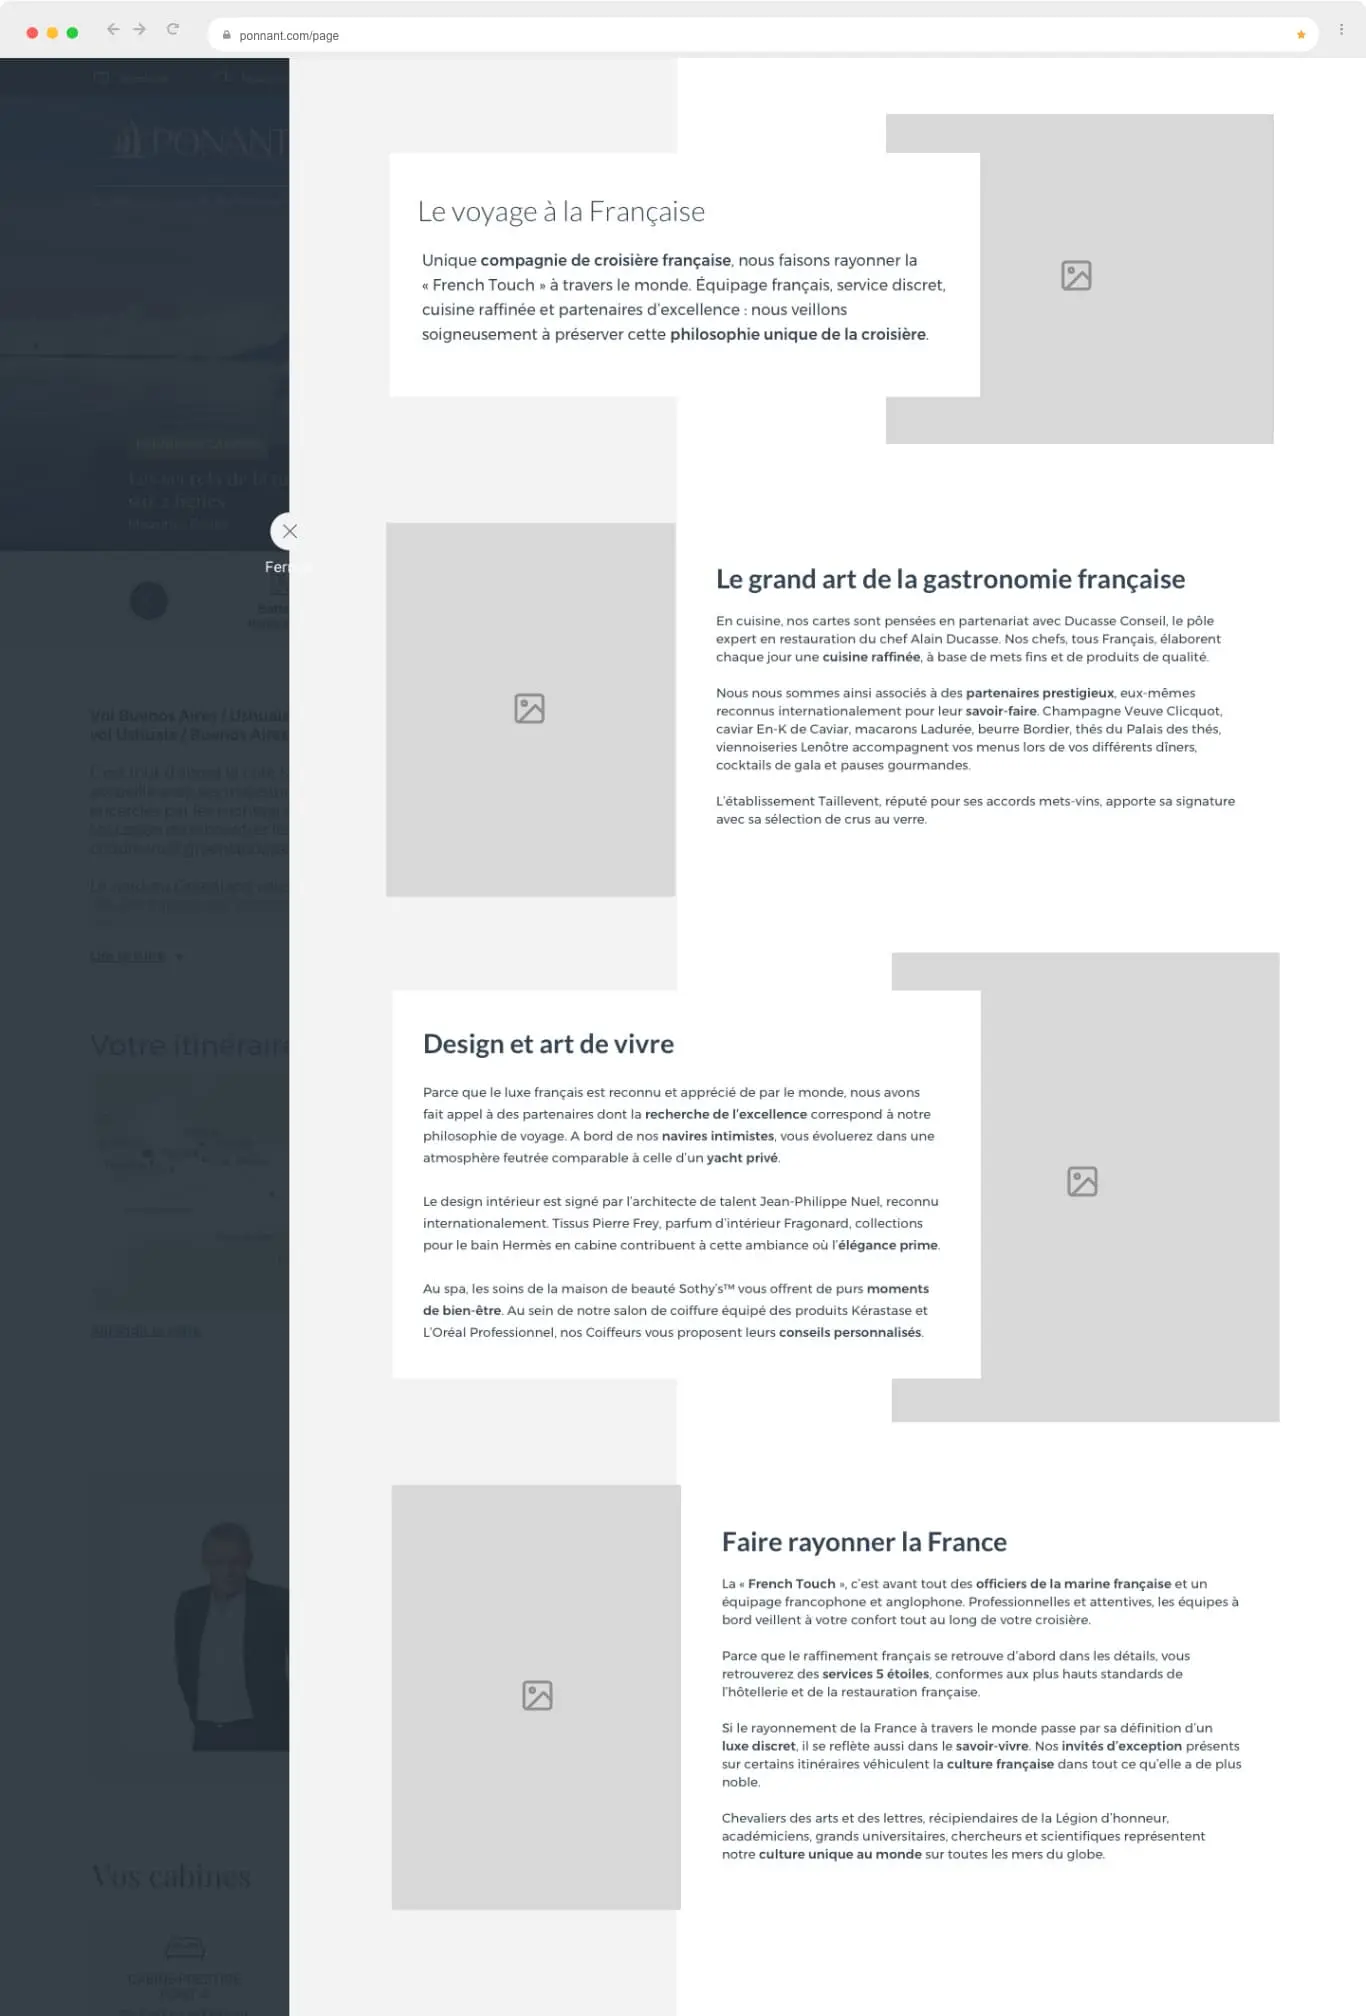 ponnant.com/page
PONANT
Le voyage à la Française
Unique compagnie de croisière française, nous faisons rayonner la
« French Touch » à travers le monde. Équipage français, service discret,
cuisine raffinée et partenaires d’excellence : nous veillons
soigneusement à préserver cette philosophie unique de la croisière.
Le grand art de la gastronomie française
En cuisine, nos cartes sont pensées en partenariat avec Ducasse Conseil, le pôle
expert en restauration du chef Alain Ducasse. Nos chefs, tous Français, élaborent
chaque jour une cuisine raffinée, à base de mets fins et de produits de qualité.
Nous nous sommes ainsi associés à des partenaires prestigieux, eux-mêmes
reconnus internationalement pour leur savoir-faire. Champagne Veuve Clicquot,
caviar En-K de Caviar, macarons Ladurée, beurre Bordier, thés du Palais des thés,
viennoiseries Lenôtre accompagnent vos menus lors de vos différents dîners,
cocktails de gala et pauses gourmandes.
L’établissement Taillevent, réputé pour ses accords mets-vins, apporte sa signature
avec sa sélection de crus au verre.
Design et art de vivre
Parce que le luxe français est reconnu et apprécié de par le monde, nous avons
fait appel à des partenaires dont la recherche de l’excellence correspond à notre
philosophie de voyage. A bord de nos navires intimistes, vous évoluerez dans une
atmosphère feutrée comparable à celle d’un yacht privé.
Le design intérieur est signé par l’architecte de talent Jean-Philippe Nuel, reconnu
internationalement. Tissus Pierre Frey, parfum d’intérieur Fragonard, collections
pour le bain Hermès en cabine contribuent à cette ambiance où l’élégance prime.
Au spa, les soins de la maison de beauté Sothy’s™ vous offrent de purs moments
de bien-être. Au sein de notre salon de coiffure équipé des produits Kérastase et
L’Oréal Professionnel, nos Coiffeurs vous proposent leurs conseils personnalisés.
Faire rayonner la France
La « French Touch », c’est avant tout des officiers de la marine française et un
équipage francophone et anglophone. Professionnelles et attentives, les équipes à
bord veillent à votre confort tout au long de votre croisière.
Parce que le raffinement français se retrouve d’abord dans les détails, vous
retrouverez des services 5 étoiles, conformes aux plus hauts standards de
l’hôtellerie et de la restauration française.
Si le rayonnement de la France à travers le monde passe par sa définition d’un
luxe discret, il se reflète aussi dans le savoir-vivre. Nos invités d’exception présents
sur certains itinéraires véhiculent la culture française dans tout ce qu’elle a de plus
noble.
Chevaliers des arts et des lettres, récipiendaires de la Légion d’honneur,
académiciens, grands universitaires, chercheurs et scientifiques représentent
notre culture unique au monde sur toutes les mers du globe.
Vol Buenos Aires / Ushuaia
vol Ushuaia / Buenos Aires
Votre itinéraire
Vos cabines